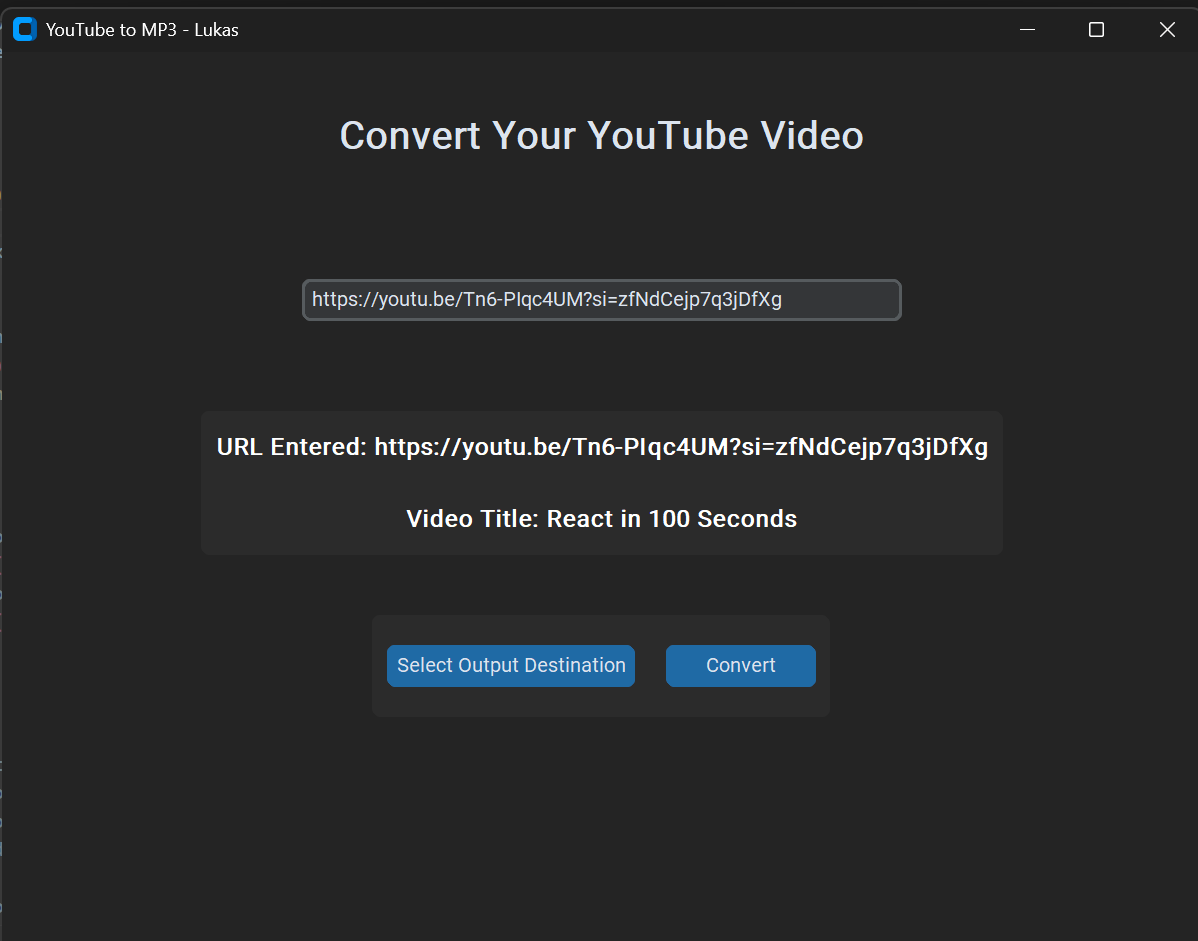 YouTube to MP3 - Lukas
Convert Your YouTube Video
https://youtu.be/Tn6-PIqc4UM?si=zfNdCejp7q3jDfXg
URL Entered: https://youtu.be/Tn6-PIqc4UM?si=zfNdCejp7q3jDfXg
Video Title: React in 100 Seconds
Select Output Destination
Convert